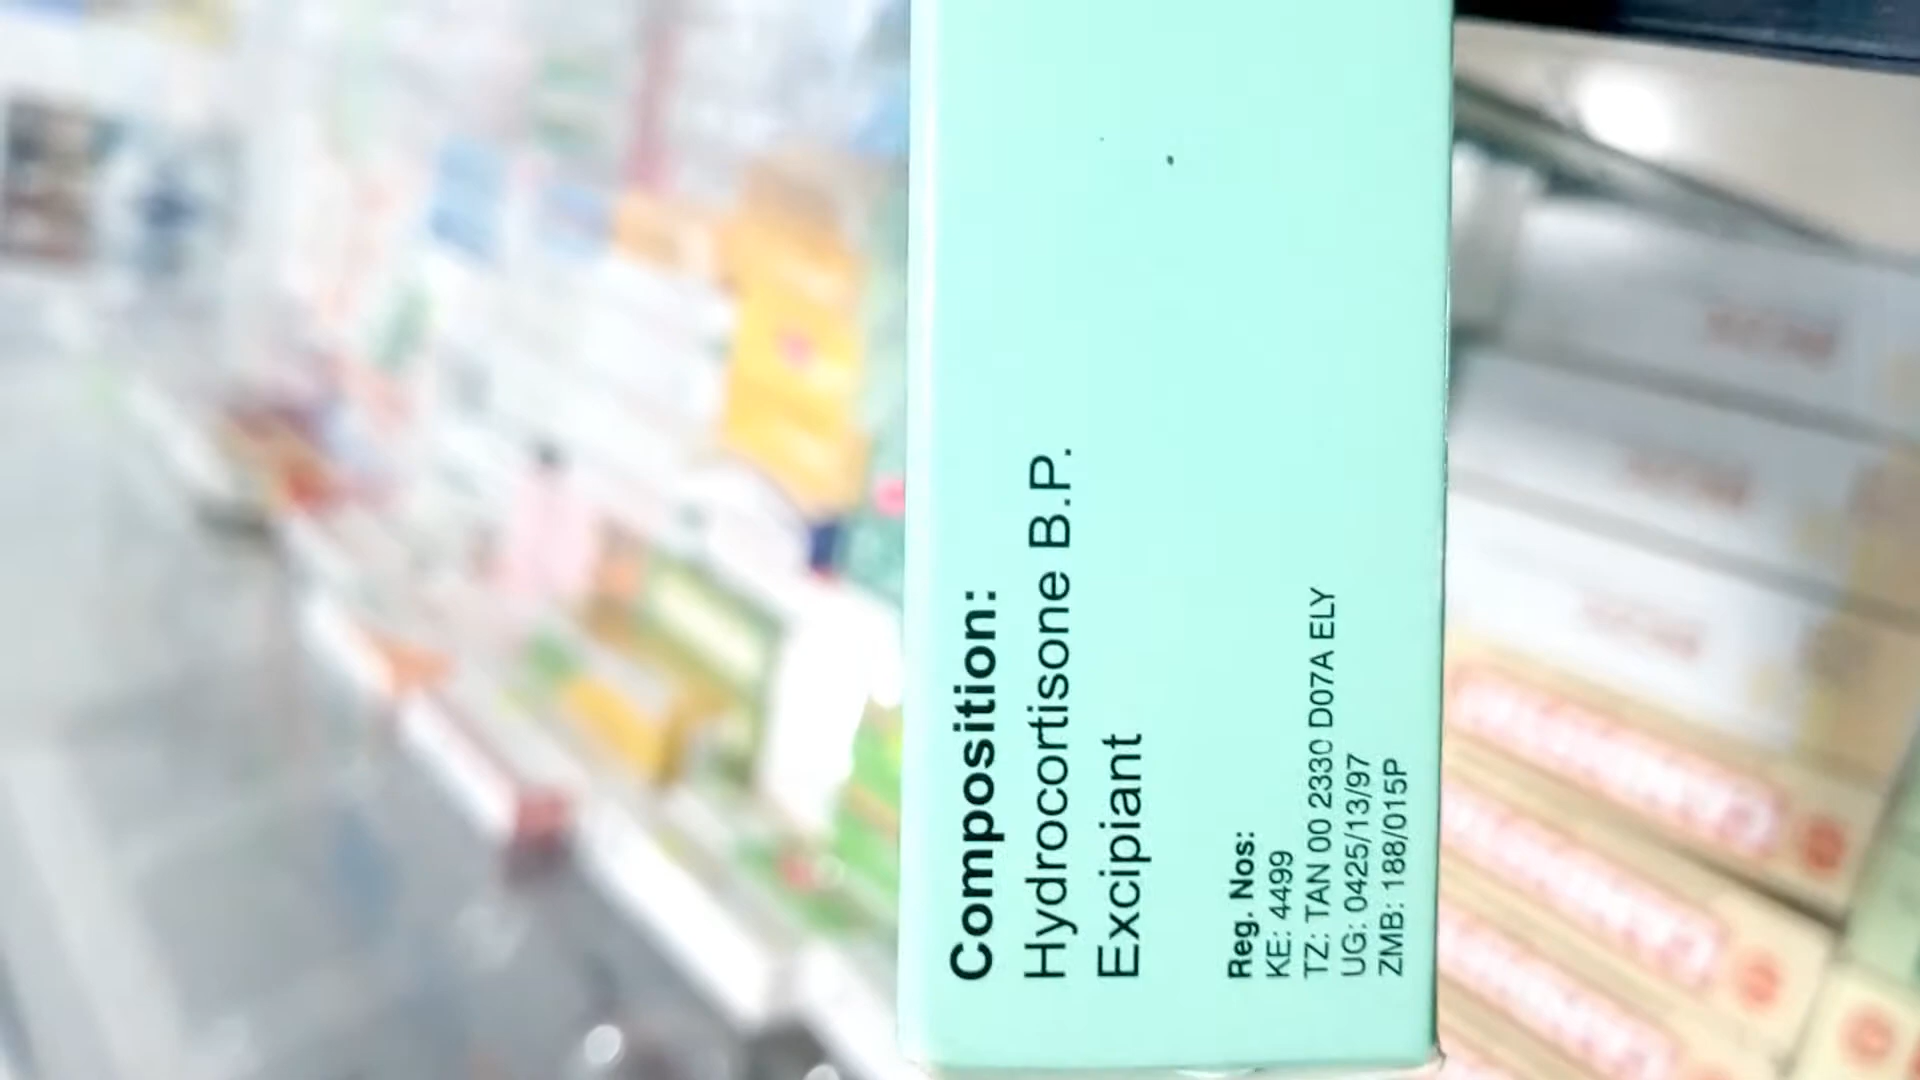 Composition:
Hydrocortisone B.P.
Excipiant
Reg. Nos:
KE: 4499
TZ: TAN 00 2330 D07A ELY
UG: 0425/13/97
ZMB: 188/015P